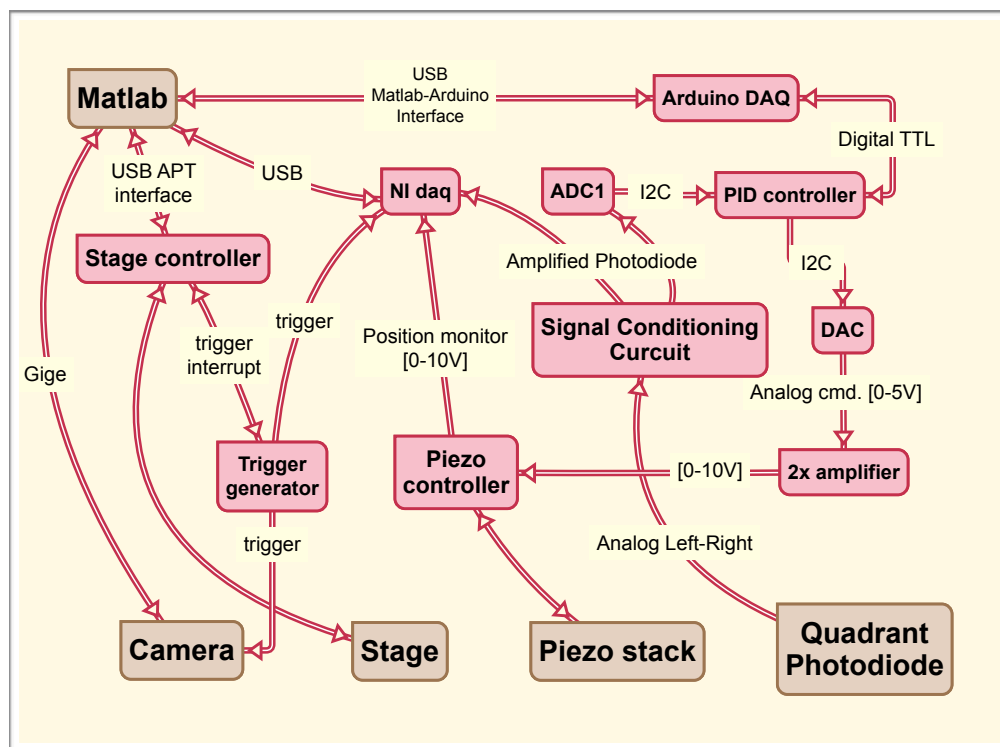 USB
Matlab-Arduino
Interface
Matlab
Arduino DAQ
Digital TTL
USB APT
interface
USB
NI daq
ADC1
I2C
PID controller
Stage controller
Amplified Photodiode
I2C
trigger
Position monitor
[0-10V]
Signal Conditioning
Curcuit
DAC
trigger
interrupt
Gige
Analog cmd. [0-5V]
Trigger
generator
Piezo
controller
[0-10V]
2x amplifier
trigger
Analog Left-Right
Camera
Stage
Piezo stack
Quadrant
Photodiode